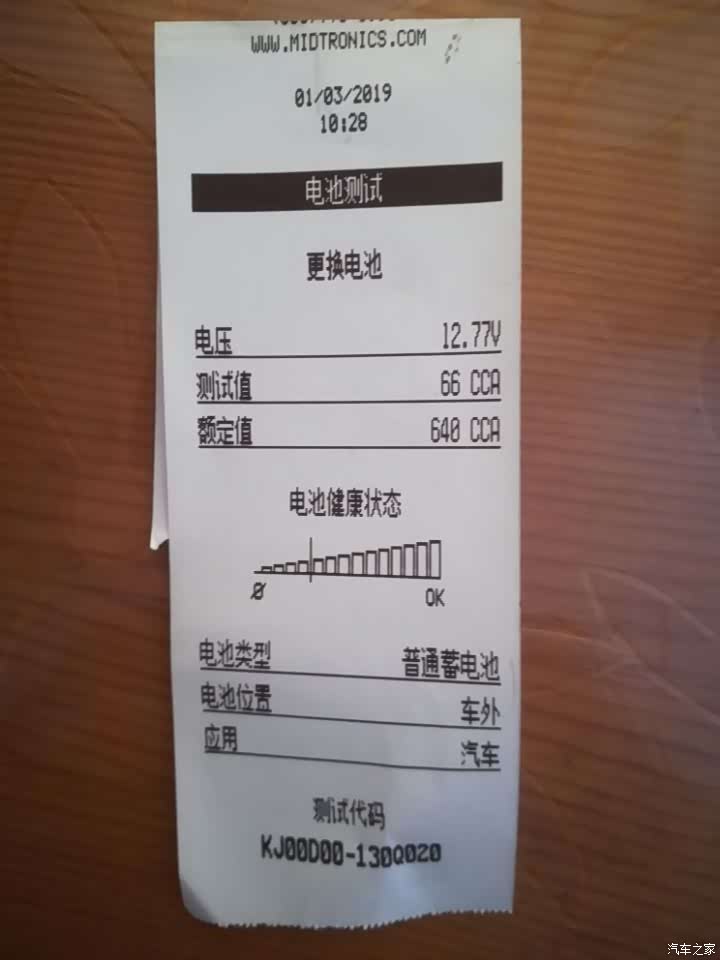 WWW.MIDTRONICS.COM
01/03/2019
10:28
电池测试
更换电池
电压 12.77V
测试值 66 CCA
额定值 640 CCA
电池健康状态
0 OK
电池类型 普通蓄电池
电池位置 车外
应用 汽车
测试代码
KJ00D00-130Q020
汽车之家